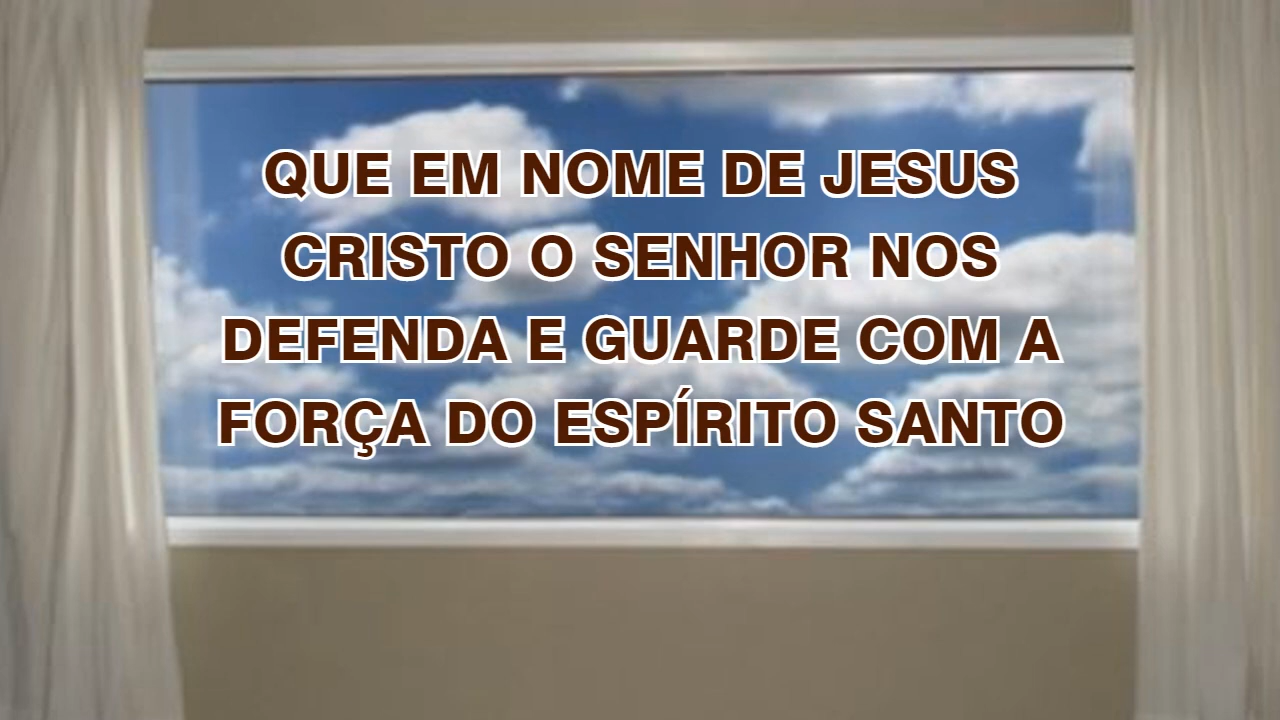 QUE EM NOME DE JESUS
CRISTO O SENHOR NOS
DEFENDA E GUARDE COM A
FORÇA DO ESPÍRITO SANTO